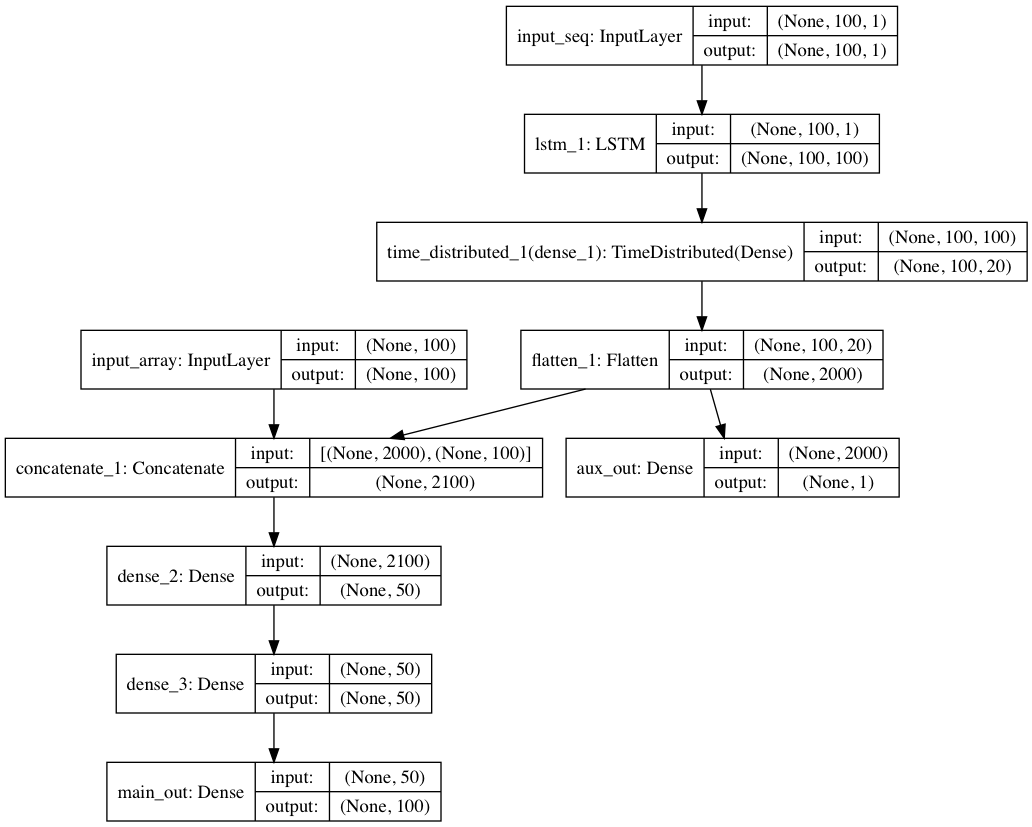 input_seq: InputLayer
input: (None, 100, 1)
output: (None, 100, 1)
lstm_1: LSTM
input: (None, 100, 1)
output: (None, 100, 100)
time_distributed_1(dense_1): TimeDistributed(Dense)
input: (None, 100, 100)
output: (None, 100, 20)
input_array: InputLayer
input: (None, 100)
output: (None, 100)
flatten_1: Flatten
input: (None, 100, 20)
output: (None, 2000)
concatenate_1: Concatenate
input: [(None, 2000), (None, 100)]
output: (None, 2100)
aux_out: Dense
input: (None, 2000)
output: (None, 1)
dense_2: Dense
input: (None, 2100)
output: (None, 50)
dense_3: Dense
input: (None, 50)
output: (None, 50)
main_out: Dense
input: (None, 50)
output: (None, 100)